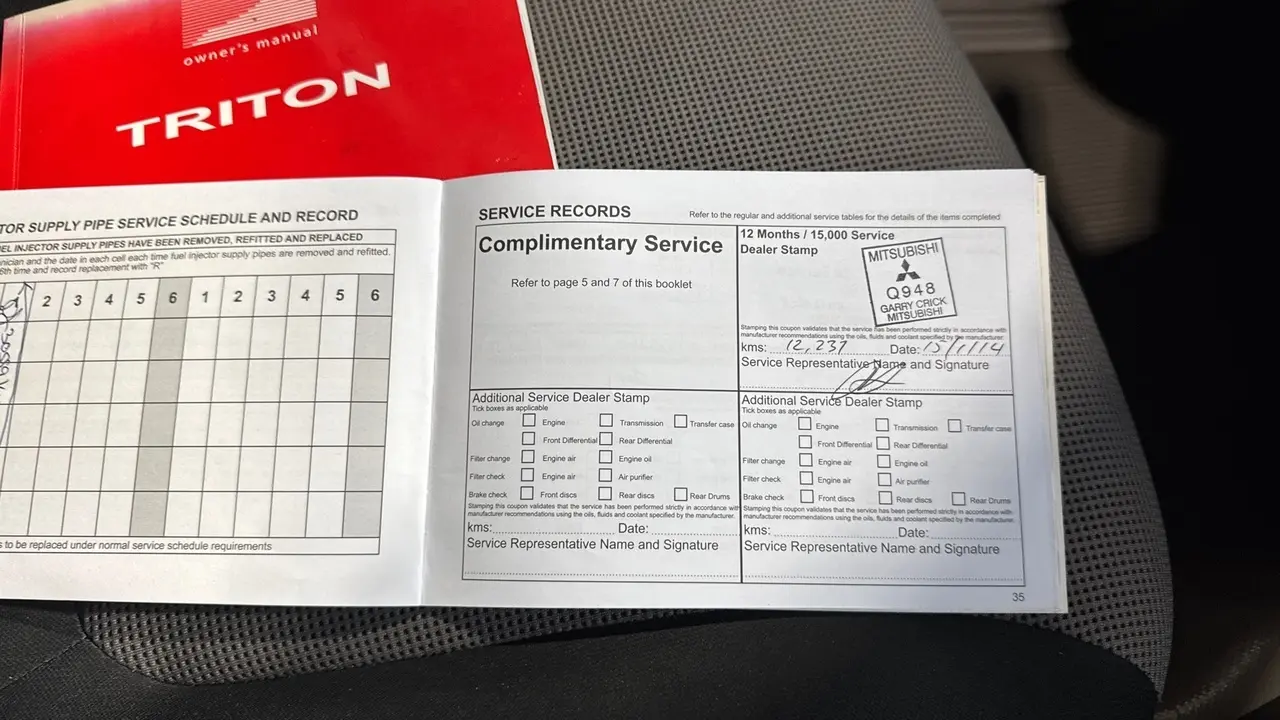 owner's manual
TRITON
TOR SUPPLY PIPE SERVICE SCHEDULE AND RECORD
EL INJECTOR SUPPLY PIPES HAVE BEEN REMOVED, REFITTED AND REPLACED
nician and the date in each cell each time fuel injector supply pipes are removed and refitted.
6th time and record replacement with "R"
2 3 4 5 6 1 2 3 4 5 6
s to be replaced under normal service schedule requirements
SERVICE RECORDS
Refer to the regular and additional service tables for the details of the items completed
Complimentary Service
Refer to page 5 and 7 of this booklet
12 Months / 15,000 Service
Dealer Stamp
MITSUBISHI
Q948
GARRY CRICK
MITSUBISHI
Stamping this coupon validates that the service has been performed strictly in accordance with
manufacturer recommendations using the oils, fluids and coolant specified by the manufacturer.
kms: 12,237 Date: 15/1/14
Service Representative Name and Signature
Additional Service Dealer Stamp
Tick boxes as applicable
Oil change Engine Transmission Transfer case
Front Differential Rear Differential
Filter change Engine air Engine oil
Filter check Engine air Air purifier
Brake check Front discs Rear discs Rear Drums
Stamping this coupon validates that the service has been performed strictly in accordance with
manufacturer recommendations using the oils, fluids and coolant specified by the manufacturer.
kms: Date:
Service Representative Name and Signature
Additional Service Dealer Stamp
Tick boxes as applicable
Oil change Engine Transmission Transfer case
Front Differential Rear Differential
Filter change Engine air Engine oil
Filter check Engine air Air purifier
Brake check Front discs Rear discs Rear Drums
Stamping this coupon validates that the service has been performed strictly in accordance with
manufacturer recommendations using the oils, fluids and coolant specified by the manufacturer.
kms: Date:
Service Representative Name and Signature
35